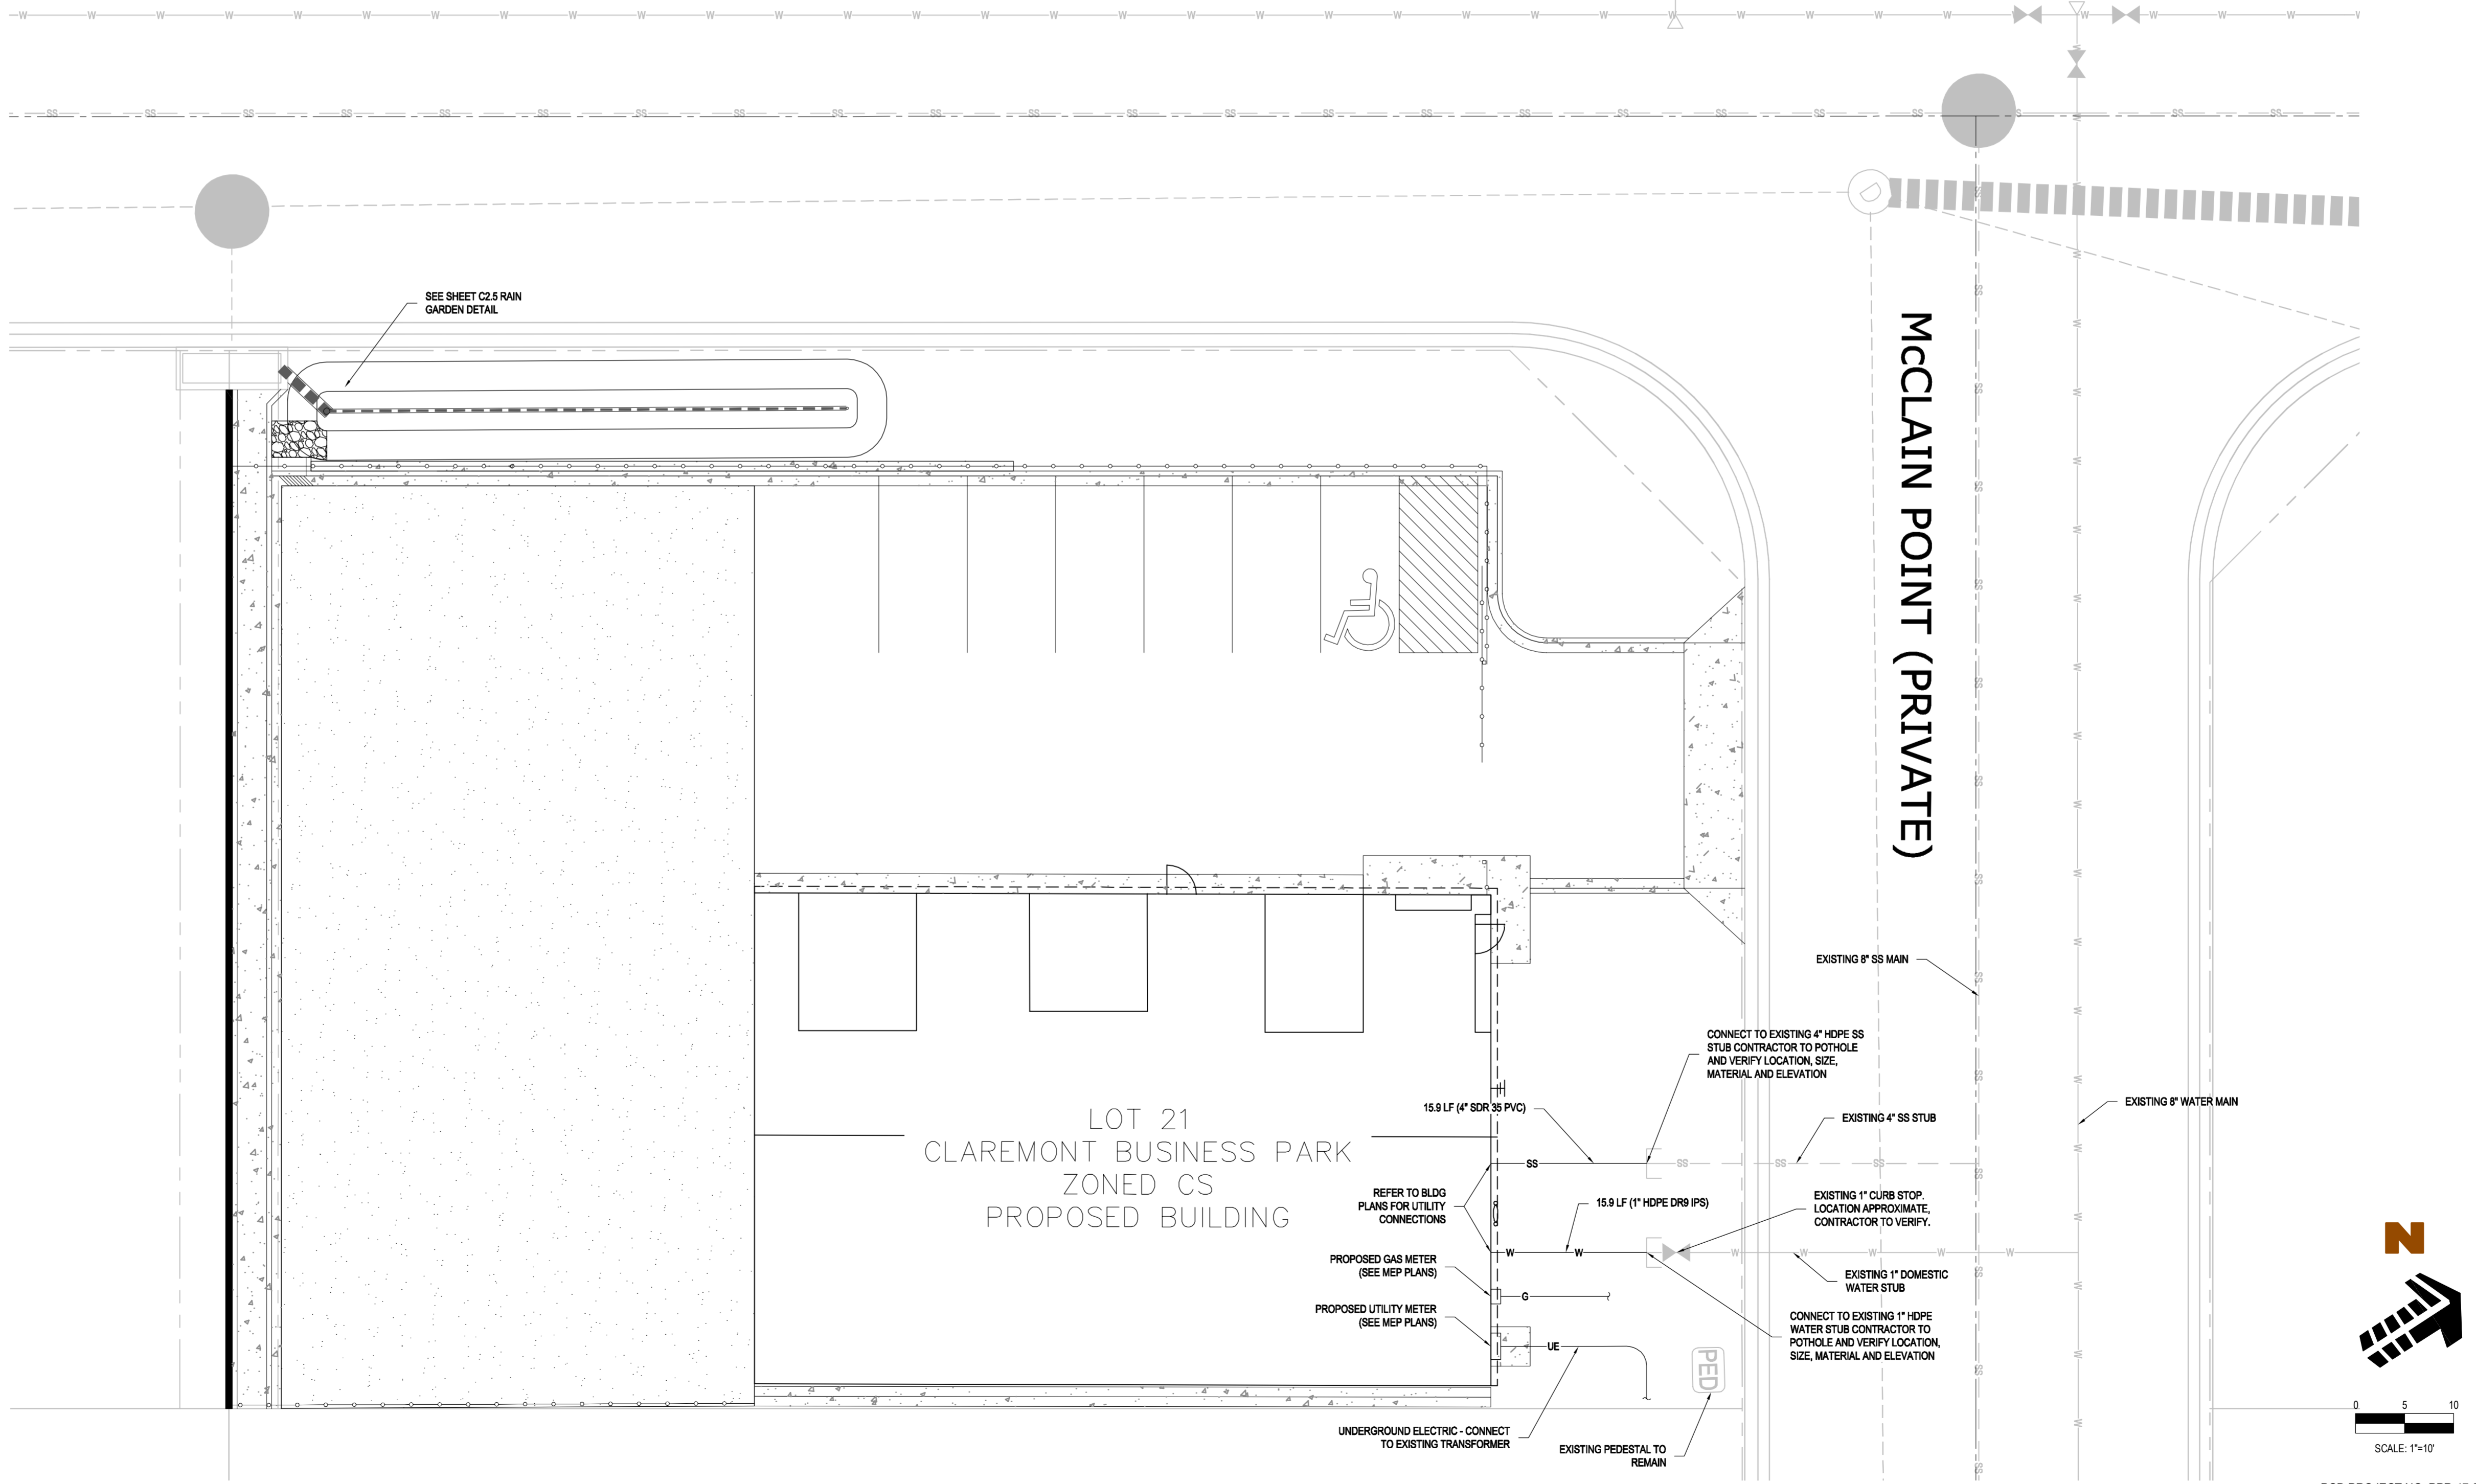 SEE SHEET C2.5 RAIN
GARDEN DETAIL
McCLAIN POINT (PRIVATE)
EXISTING 8" SS MAIN
CONNECT TO EXISTING 4" HDPE SS
STUB CONTRACTOR TO POTHOLE
AND VERIFY LOCATION, SIZE,
MATERIAL AND ELEVATION
15.9 LF (4" SDR 35 PVC)
EXISTING 4" SS STUB
EXISTING 8" WATER MAIN
LOT 21
CLAREMONT BUSINESS PARK
ZONED CS
PROPOSED BUILDING
SS
REFER TO BLDG
PLANS FOR UTILITY
CONNECTIONS
15.9 LF (1" HDPE DR9 IPS)
EXISTING 1" CURB STOP.
LOCATION APPROXIMATE,
CONTRACTOR TO VERIFY.
W W
PROPOSED GAS METER
(SEE MEP PLANS)
G
EXISTING 1" DOMESTIC
WATER STUB
PROPOSED UTILITY METER
(SEE MEP PLANS)
UE
CONNECT TO EXISTING 1" HDPE
WATER STUB CONTRACTOR TO
POTHOLE AND VERIFY LOCATION,
SIZE, MATERIAL AND ELEVATION
PED
UNDERGROUND ELECTRIC - CONNECT
TO EXISTING TRANSFORMER
EXISTING PEDESTAL TO
REMAIN
N
0 5 10
SCALE: 1"=10'